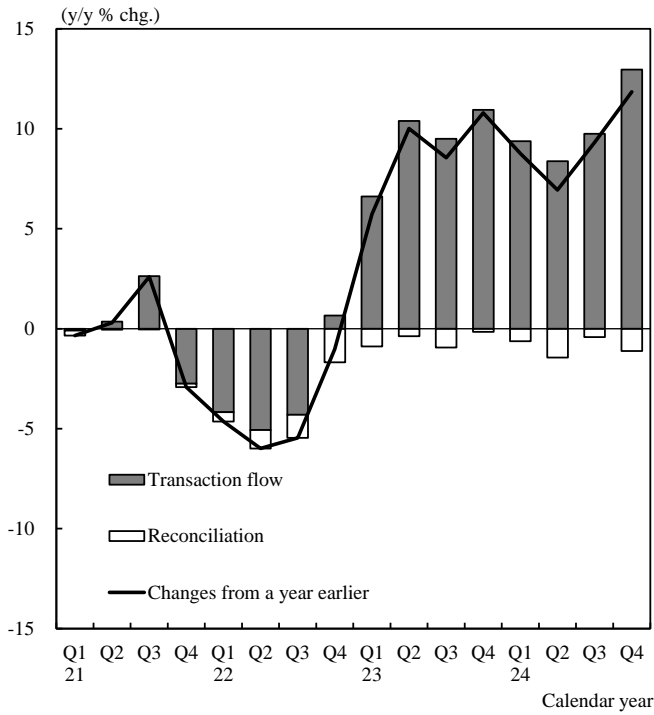 (y/y % chg.)
15
10
5
0
-5
-10
-15
Transaction flow
Reconciliation
Changes from a year earlier
Q1 Q2 Q3 Q4 Q1 Q2 Q3 Q4 Q1 Q2 Q3 Q4 Q1 Q2 Q3 Q4
21 22 23 24
Calendar year